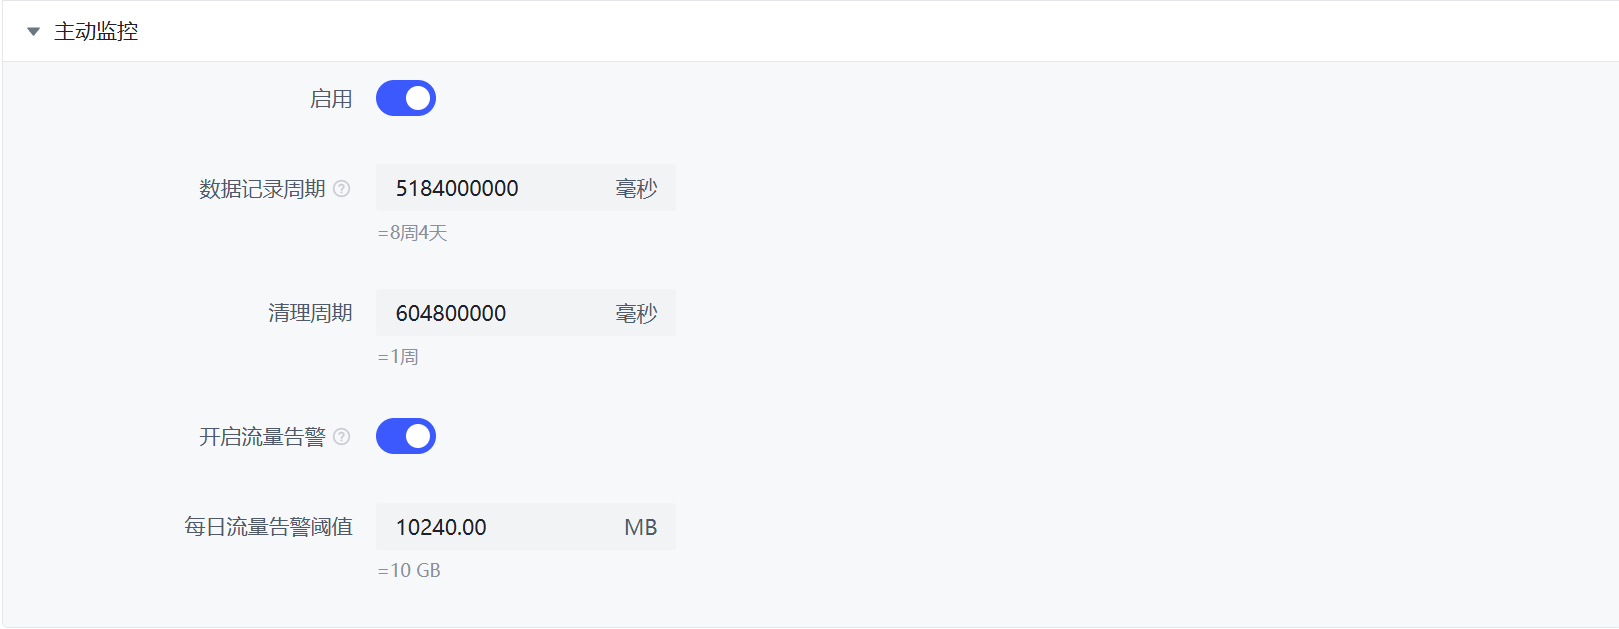 主动监控
启用
数据记录周期 5184000000 毫秒
=8周4天
清理周期 604800000 毫秒
=1周
开启流量告警
每日流量告警阈值 10240.00 MB
=10 GB